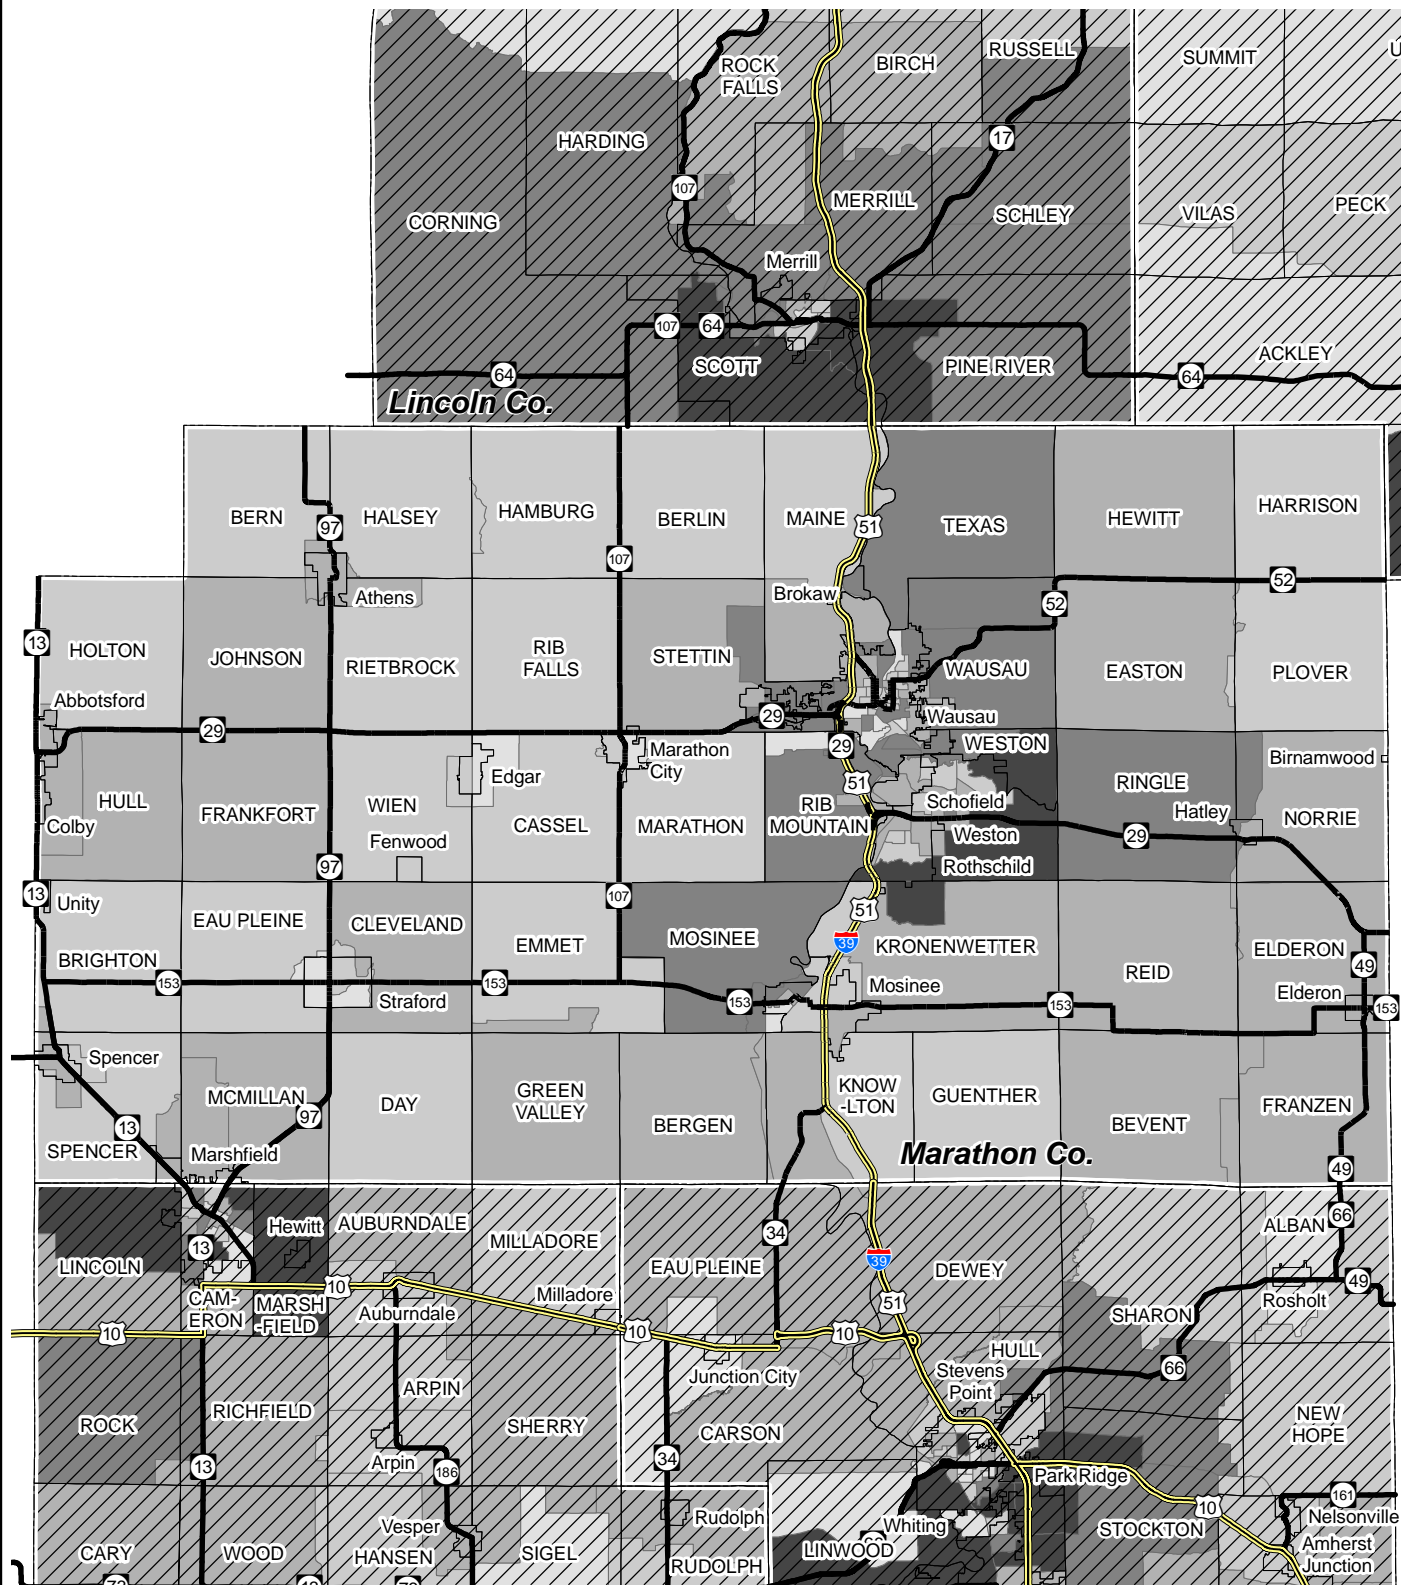 ROCK
FALLS
BIRCH
RUSSELL
SUMMIT
HARDING
17
107
MERRILL
SCHLEY
VILAS
PECK
CORNING
Merrill
107
64
SCOTT
PINE RIVER
ACKLEY
64
64
Lincoln Co.
BERN
HALSEY
HAMBURG
BERLIN
MAINE
TEXAS
HEWITT
HARRISON
97
51
107
52
Athens
Brokaw
52
13
HOLTON
JOHNSON
RIETBROCK
RIB
FALLS
STETTIN
WAUSAU
EASTON
PLOVER
Abbotsford
29
29
Wausau
29
WESTON
Marathon
City
Birnamwood
Edgar
51
RINGLE
HULL
FRANKFORT
WIEN
CASSEL
MARATHON
RIB
MOUNTAIN
Schofield
Hatley
NORRIE
Colby
Fenwood
Weston
29
97
Rothschild
13
Unity
107
51
EAU PLEINE
CLEVELAND
EMMET
MOSINEE
39
KRONENWETTER
ELDERON
BRIGHTON
REID
49
153
153
Straford
153
Mosinee
153
Elderon
153
Spencer
MCMILLAN
DAY
GREEN
VALLEY
KNOW
-LTON
GUENTHER
FRANZEN
97
13
BERGEN
BEVENT
SPENCER
Marshfield
Marathon Co.
49
66
Hewitt
AUBURNDALE
MILLADORE
34
ALBAN
13
LINCOLN
EAU PLEINE
39
DEWEY
49
10
CAM-
ERON
MARSH
-FIELD
Auburndale
Milladore
51
SHARON
Rosholt
10
10
10
HULL
Junction City
Stevens
Point
66
ARPIN
ROCK
RICHFIELD
SHERRY
CARSON
NEW
HOPE
13
Arpin
186
34
Park Ridge
161
10
Vesper
Rudolph
Whiting
STOCKTON
Nelsonville
CARY
WOOD
HANSEN
SIGEL
RUDOLPH
LINWOOD
Amherst
Junction